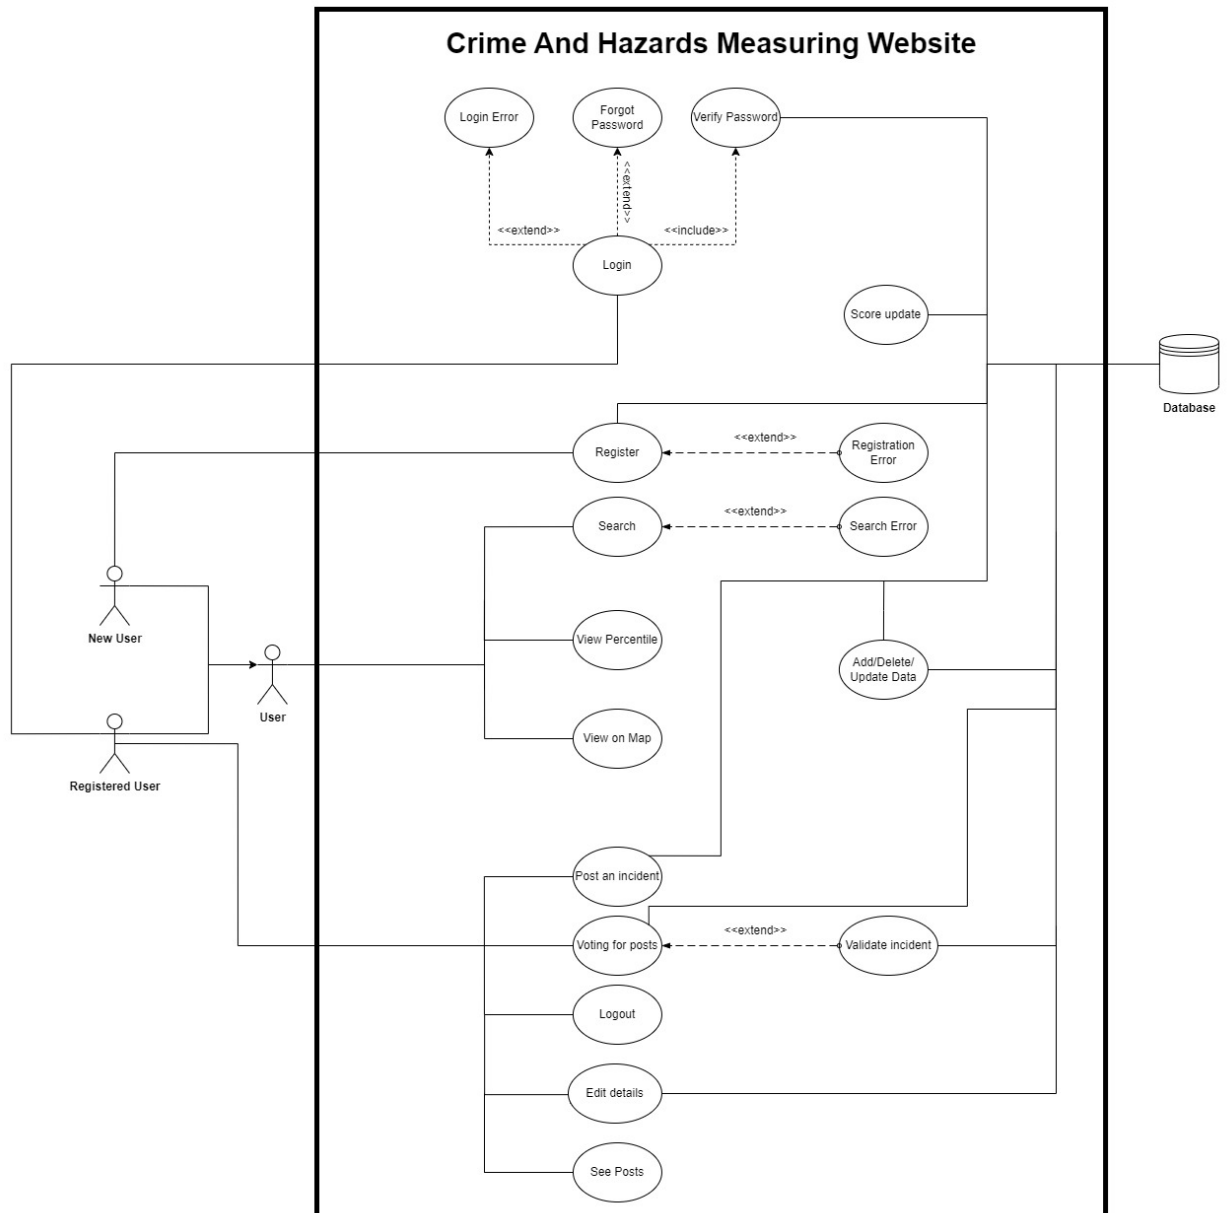 Crime And Hazards Measuring Website
Login Error
Forgot
Password
Verify Password
<<extend>>
<<extend>>
<<include>>
Login
Score update
Database
Register
<<extend>>
Registration
Error
Search
<<extend>>
Search Error
New User
View Percentile
Add/Delete/
Update Data
User
View on Map
Registered User
Post an incident
Voting for posts
<<extend>>
Validate incident
Logout
Edit details
See Posts